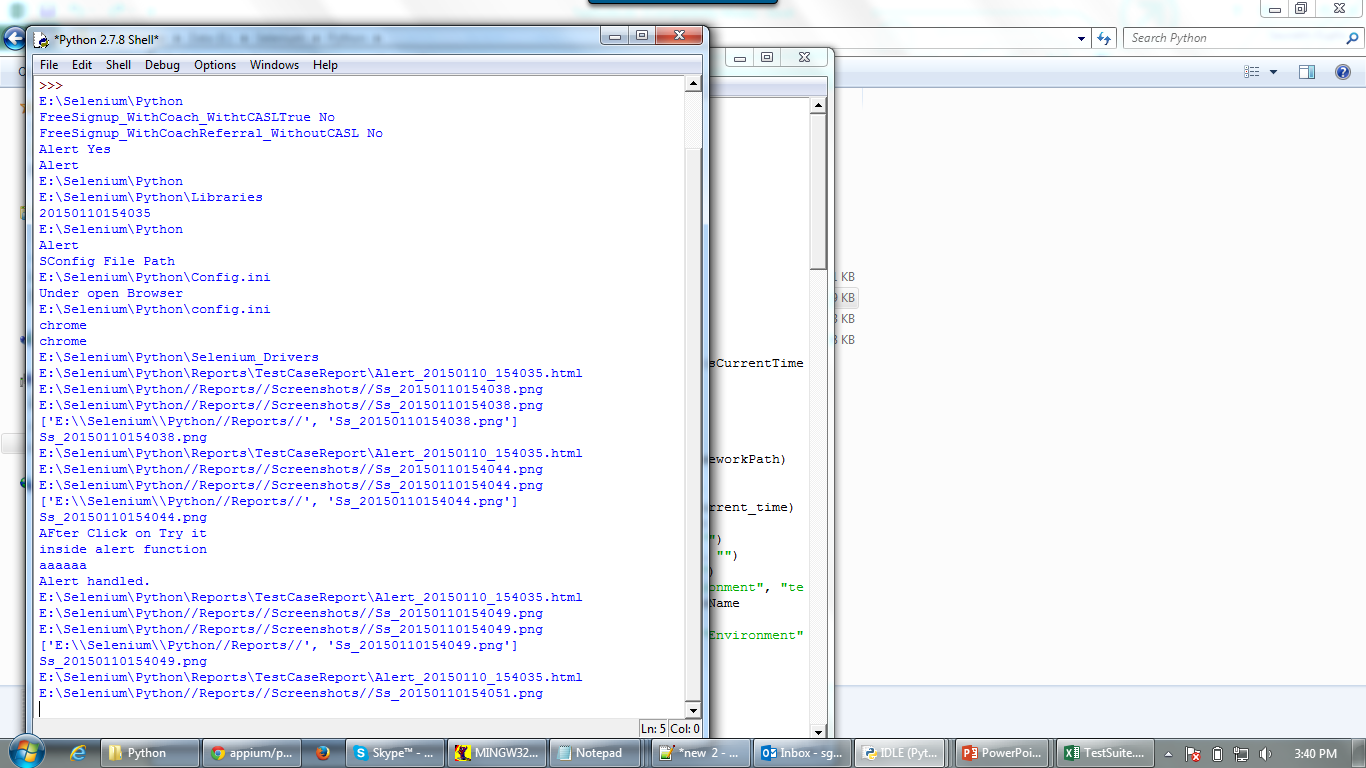 *Python 2.7.8 Shell*
Search Python
File Edit Shell Debug Options Windows Help
>>>
E:\Selenium\Python
FreeSignup_WithCoach_WithtCASLTrue No
FreeSignup_WithCoachReferral_WithoutCASL No
Alert Yes
Alert
E:\Selenium\Python
E:\Selenium\Python\Libraries
20150110154035
E:\Selenium\Python
Alert
SConfig File Path
E:\Selenium\Python\Config.ini
Under open Browser
E:\Selenium\Python\config.ini
chrome
chrome
E:\Selenium\Python\Selenium_Drivers
E:\Selenium\Python\Reports\TestCaseReport\Alert_20150110_154035.html
E:\Selenium\Python//Reports//Screenshots//Ss_20150110154038.png
E:\Selenium\Python//Reports//Screenshots//Ss_20150110154038.png
['E:\\Selenium\\Python//Reports//', 'Ss_20150110154038.png']
Ss_20150110154038.png
E:\Selenium\Python\Reports\TestCaseReport\Alert_20150110_154035.html
E:\Selenium\Python//Reports//Screenshots//Ss_20150110154044.png
E:\Selenium\Python//Reports//Screenshots//Ss_20150110154044.png
['E:\\Selenium\\Python//Reports//', 'Ss_20150110154044.png']
Ss_20150110154044.png
AFter Click on Try it
inside alert function
aaaaaa
Alert handled.
E:\Selenium\Python\Reports\TestCaseReport\Alert_20150110_154035.html
E:\Selenium\Python//Reports//Screenshots//Ss_20150110154049.png
E:\Selenium\Python//Reports//Screenshots//Ss_20150110154049.png
['E:\\Selenium\\Python//Reports//', 'Ss_20150110154049.png']
Ss_20150110154049.png
E:\Selenium\Python\Reports\TestCaseReport\Alert_20150110_154035.html
E:\Selenium\Python//Reports//Screenshots//Ss_20150110154051.png
Ln: 5 Col: 0
sCurrentTime
eworkPath)
rrent_time)
")
"")
)
onment", "te
Name
Environment"
KB
KB
KB
KB
Python
appium/p...
Skype™ - ...
MINGW32...
Notepad
*new 2 - ...
Inbox - sg...
IDLE (Pyt...
PowerPoi...
TestSuite....
3:40 PM